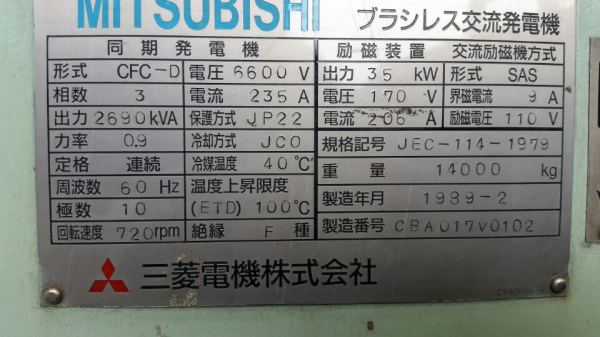 MITSUBISHI ブラシレス交流発電機
同期発電機 励磁装置 交流励磁機方式
形式 CFC-D 電圧 6600 V 出力 35 kW 形式 SAS
相数 3 電流 235 A 電圧 170 V 界磁電流 9 A
出力 2690 kVA 保護方式 JP22 電流 206 A 励磁電圧 110 V
力率 0.9 冷却方式 JCO 規格記号 JEC-114-1979
定格 連続 冷媒温度 40℃ 重量 14000 kg
周波数 60 Hz 温度上昇限度 製造年月 1989-2
極数 10 (ETD) 100℃
回転速度 720rpm 絶縁 F 種 製造番号 CBA017V0102
三菱電機株式会社